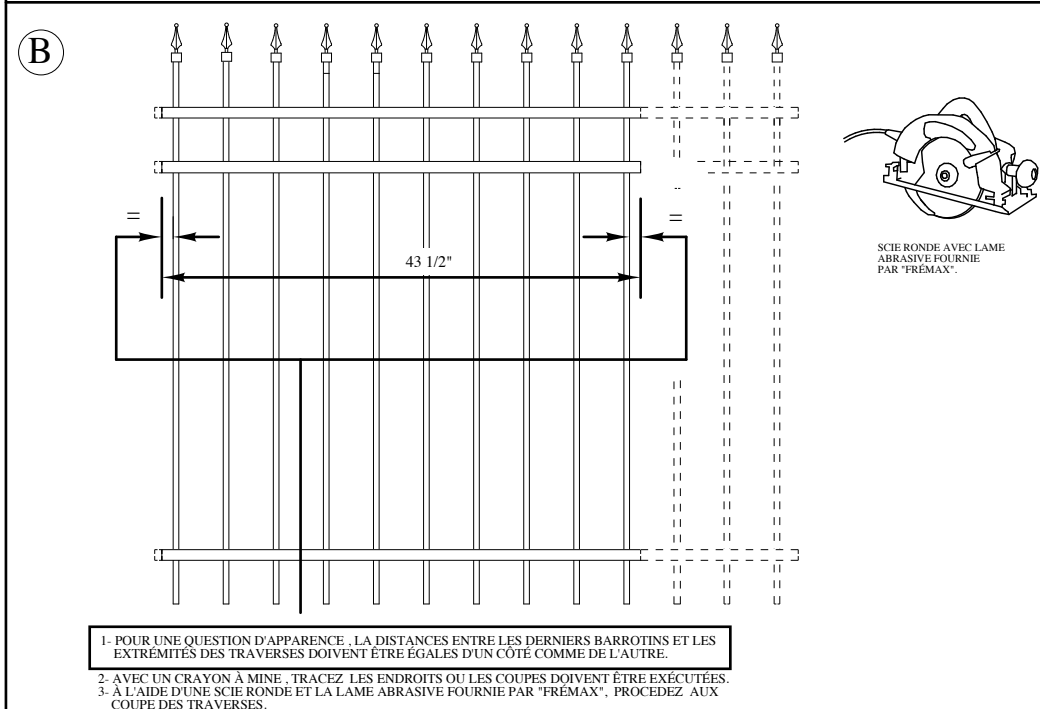 B
=
=
43 1/2"
SCIE RONDE AVEC LAME
ABRASIVE FOURNIE
PAR "FRÉMAX".
1- POUR UNE QUESTION D'APPARENCE , LA DISTANCES ENTRE LES DERNIERS BARROTINS ET LES
EXTRÉMITÉS DES TRAVERSES DOIVENT ÊTRE ÉGALES D'UN CÔTÉ COMME DE L'AUTRE.
2- AVEC UN CRAYON À MINE , TRACEZ LES ENDROITS OU LES COUPES DOIVENT ÊTRE EXÉCUTÉES.
3- À L'AIDE D'UNE SCIE RONDE ET LA LAME ABRASIVE FOURNIE PAR "FRÉMAX", PROCEDEZ AUX
COUPE DES TRAVERSES.